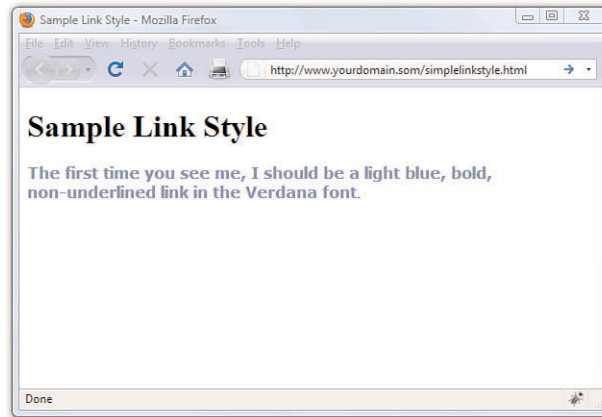 Sample Link Style - Mozilla Firefox
File Edit View History Bookmarks Tools Help
http://www.yourdomain.som/simplelinkstyle.html
Sample Link Style
The first time you see me, I should be a light blue, bold,
non-underlined link in the Verdana font.
Done